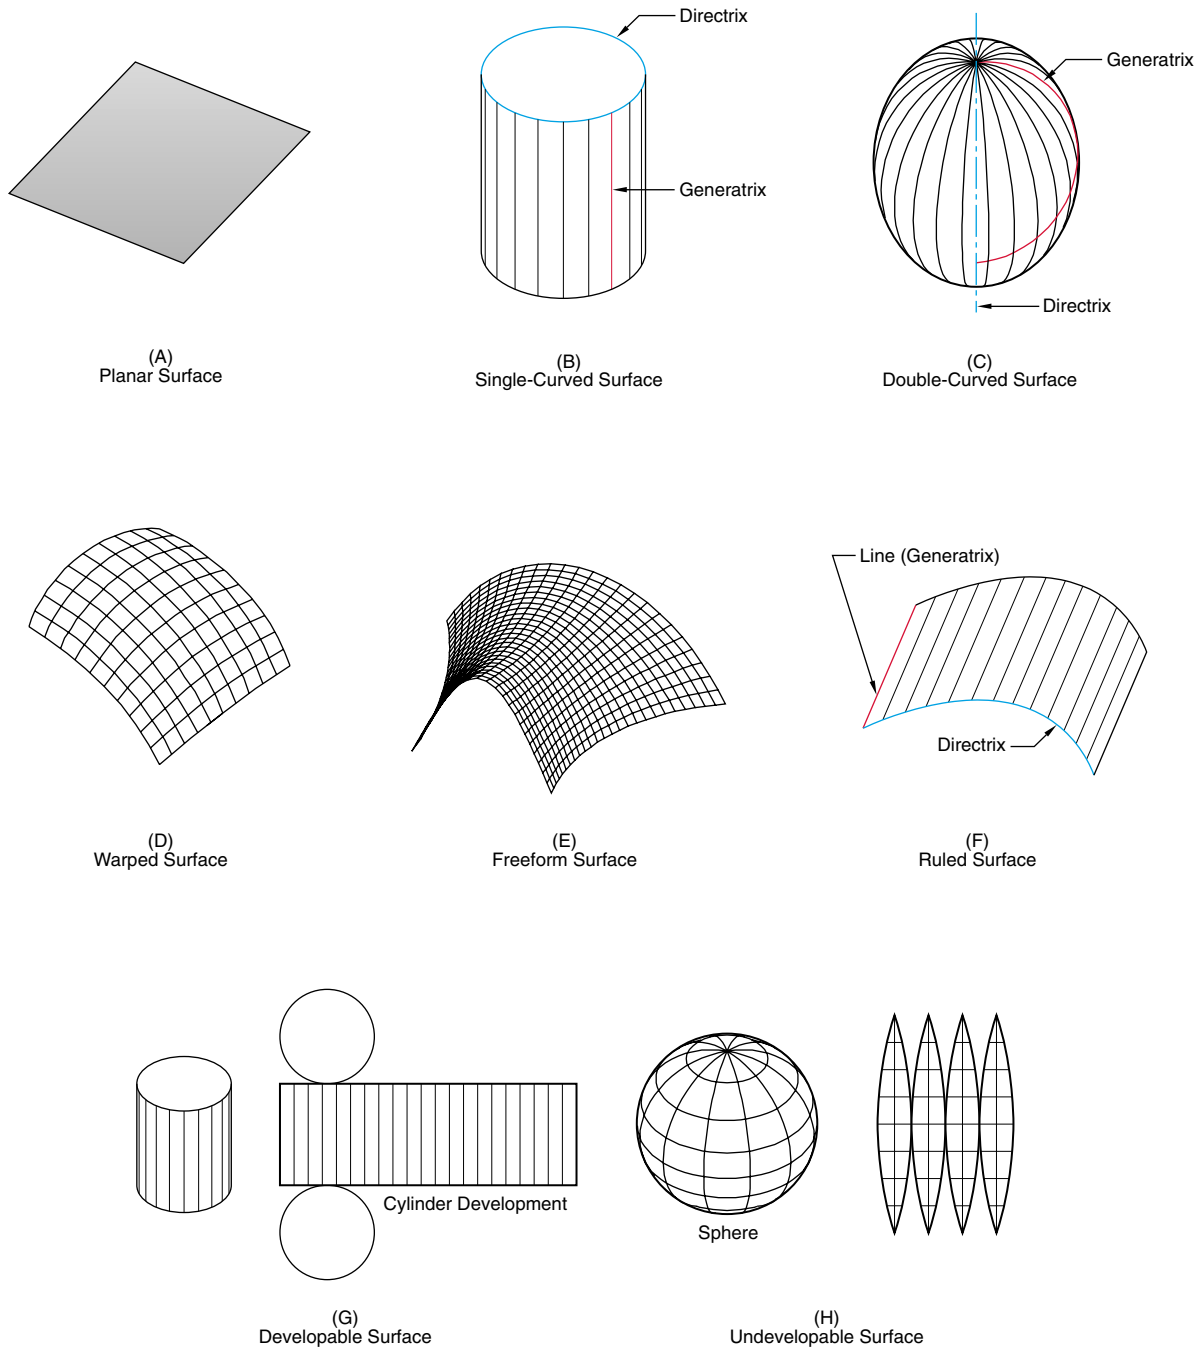 Directrix
Generatrix
Generatrix
Directrix
(A)
Planar Surface
(B)
Single-Curved Surface
(C)
Double-Curved Surface
Line (Generatrix)
Directrix
(D)
Warped Surface
(E)
Freeform Surface
(F)
Ruled Surface
Cylinder Development
Sphere
(G)
Developable Surface
(H)
Undevelopable Surface